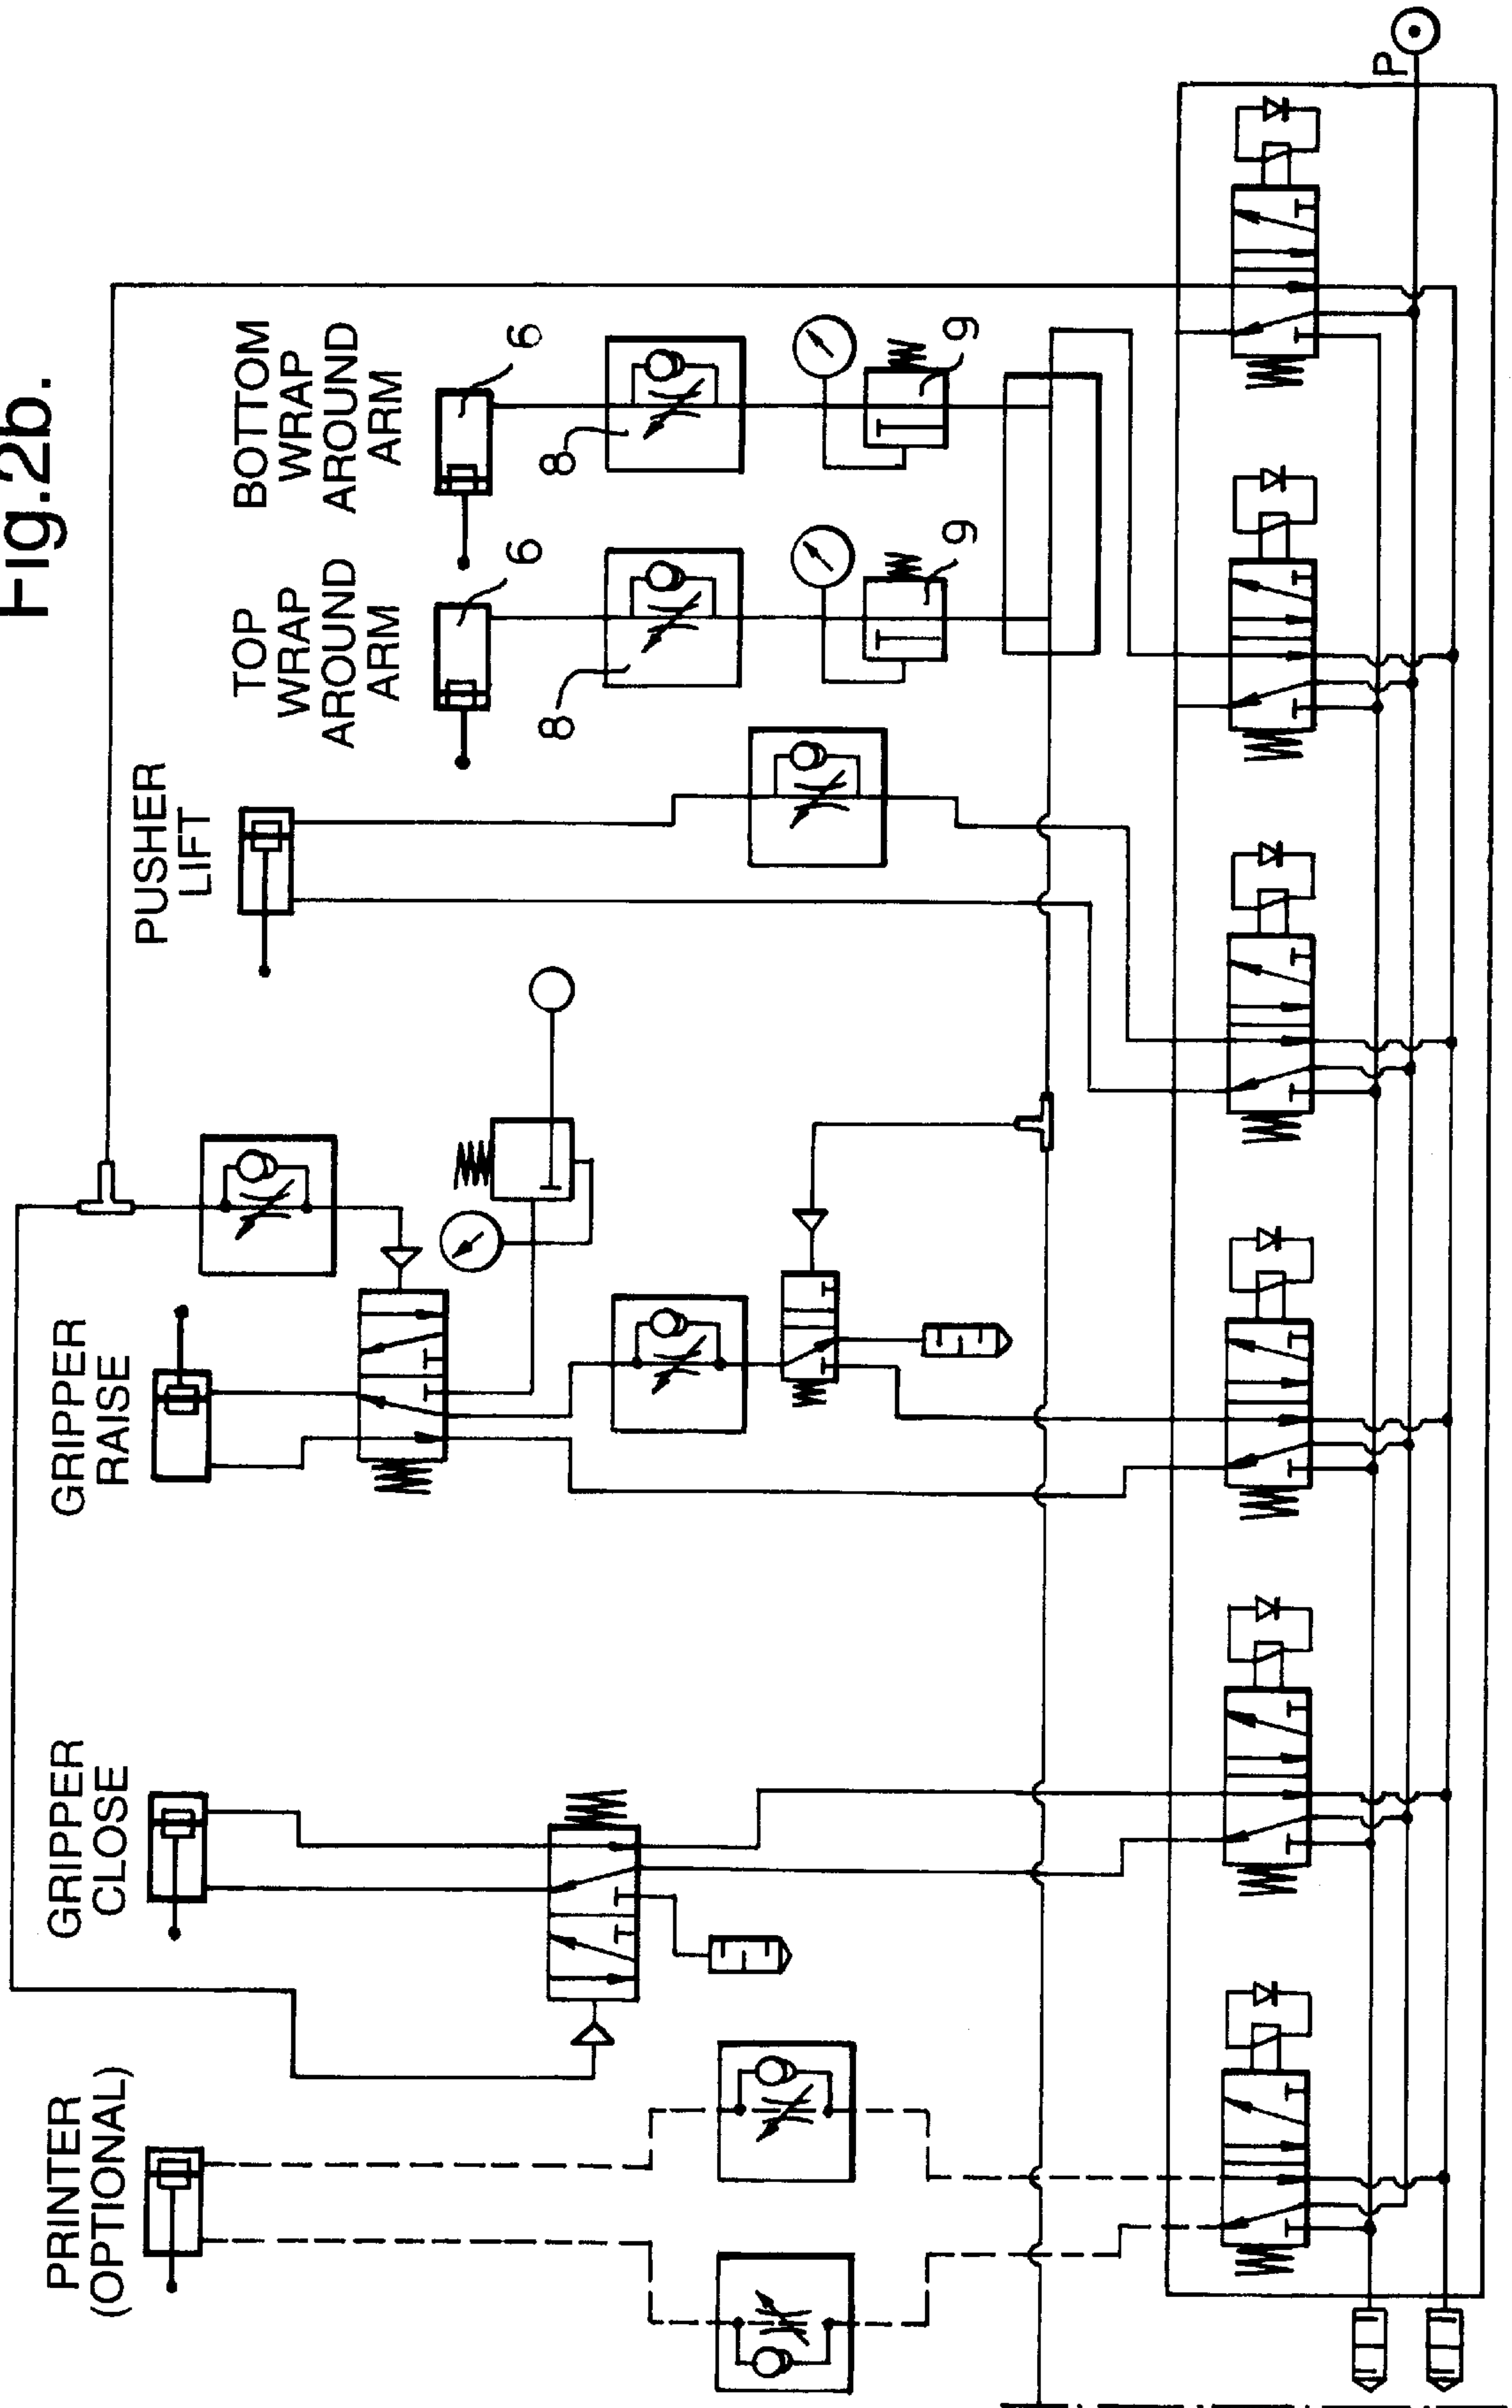 Fig.2b.
PRINTER
(OPTIONAL)
GRIPPER
CLOSE
GRIPPER
RAISE
PUSHER
LIFT
TOP
WRAP
AROUND
ARM
BOTTOM
WRAP
AROUND
ARM
6
6
8
8
9
9
P